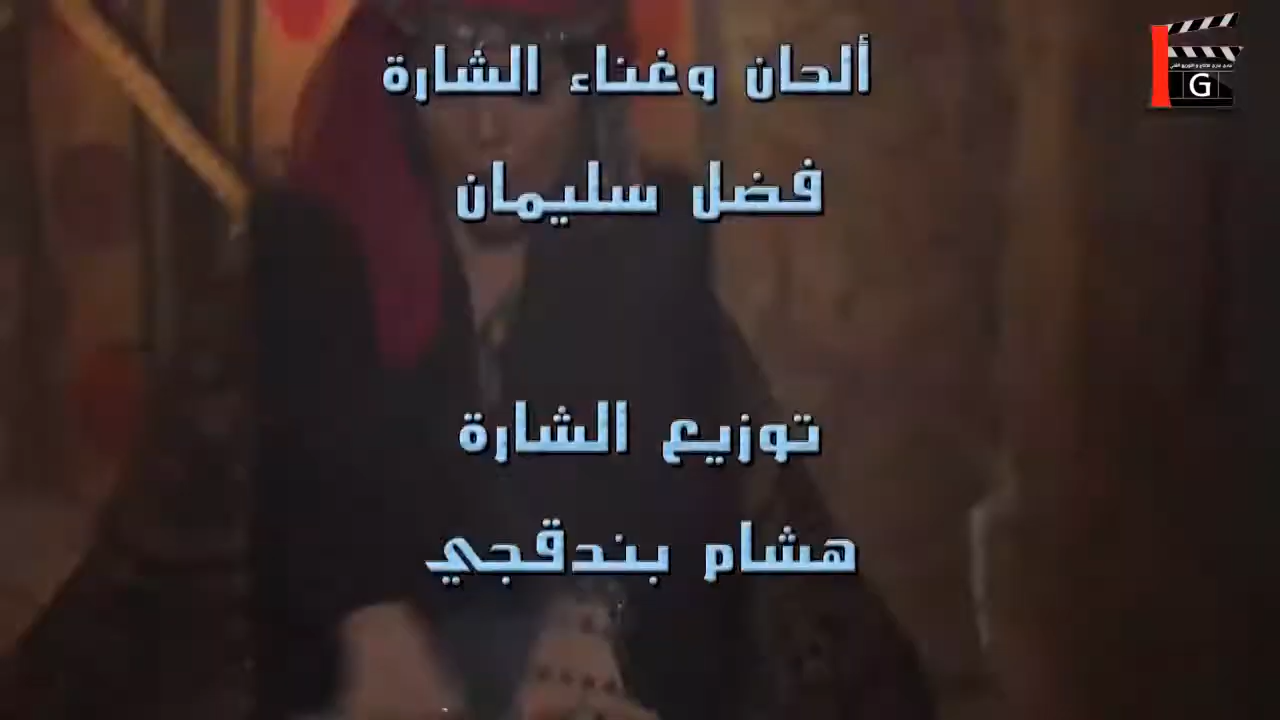 ألحان وغناء الشارة
فضل سليمان
توزيع الشارة
هشام بندقجي
G